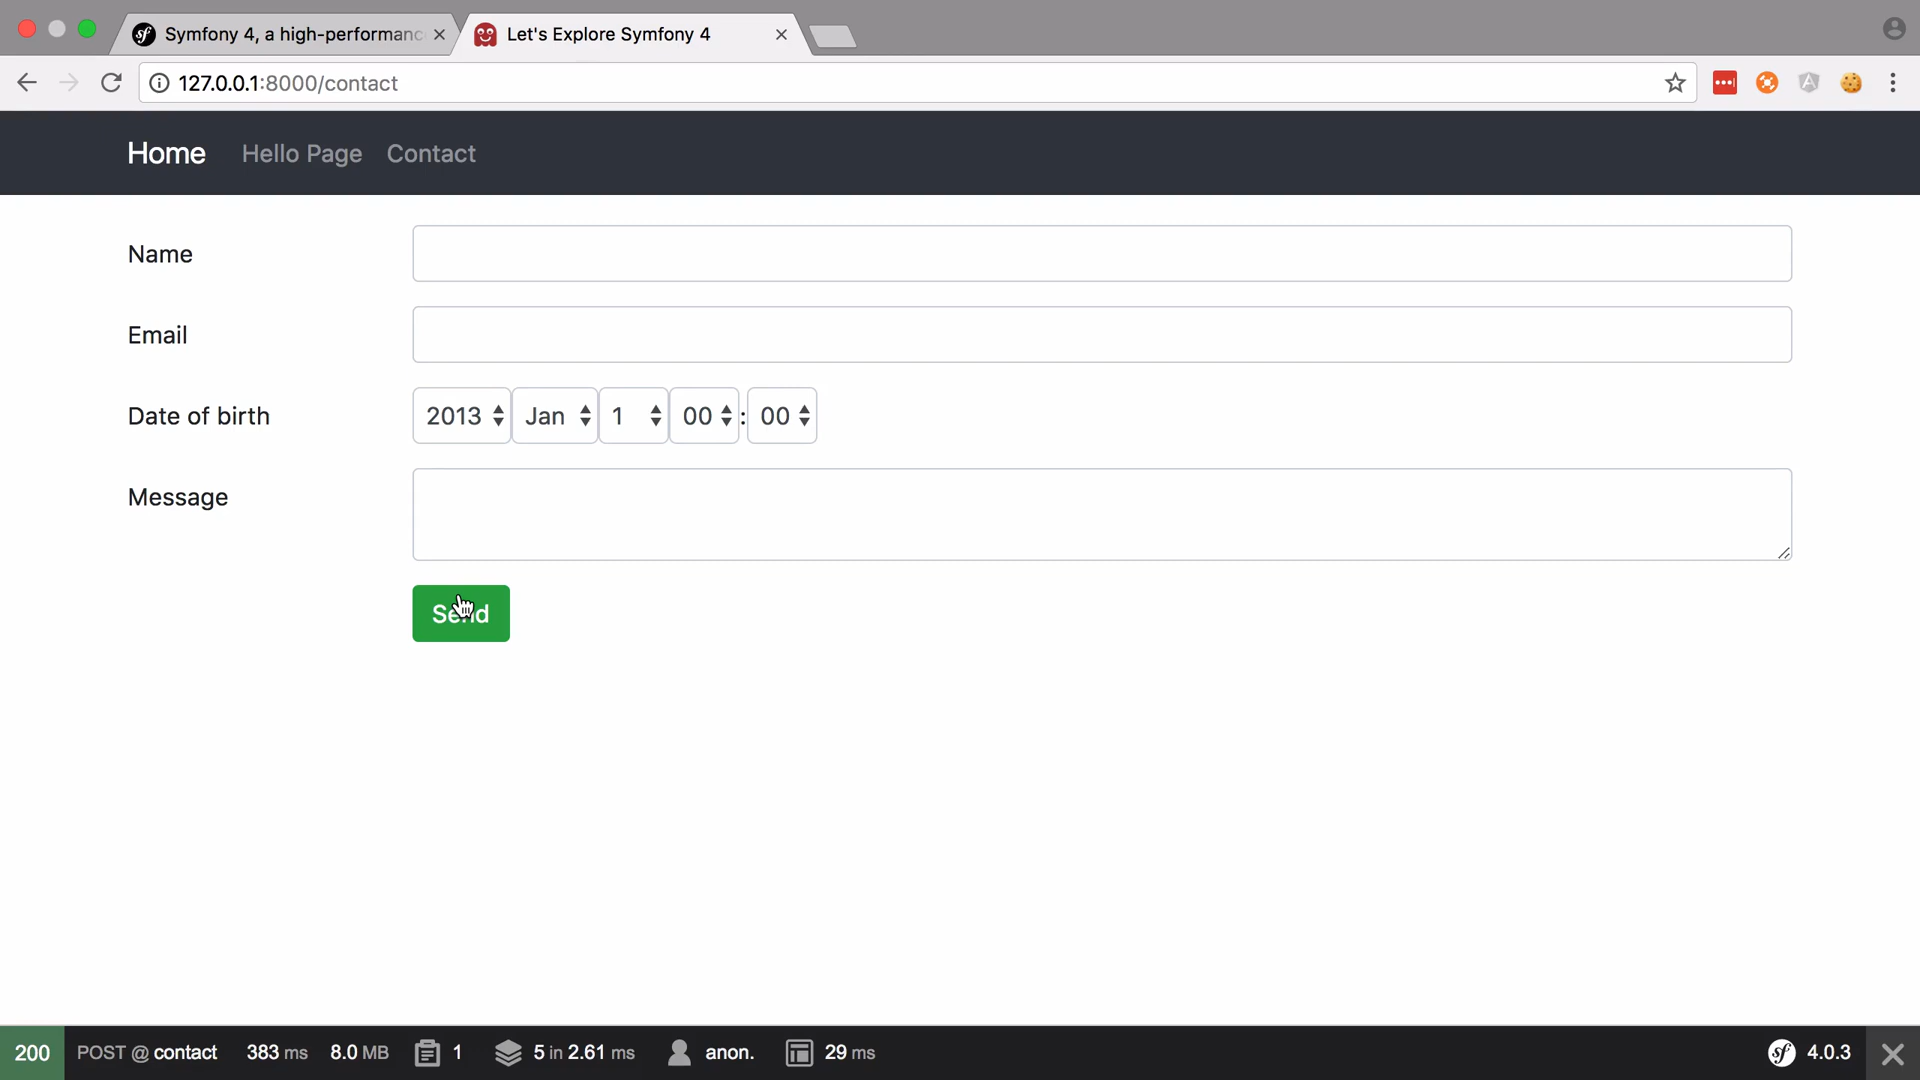 Symfony 4, a high-performanc
Let's Explore Symfony 4
127.0.0.1:8000/contact
Home Hello Page Contact
Name
Email
Date of birth 2013 Jan 1 00 : 00
Message
Send
200 POST @ contact 383 ms 8.0 MB 1 5 in 2.61 ms anon. 29 ms sf 4.0.3